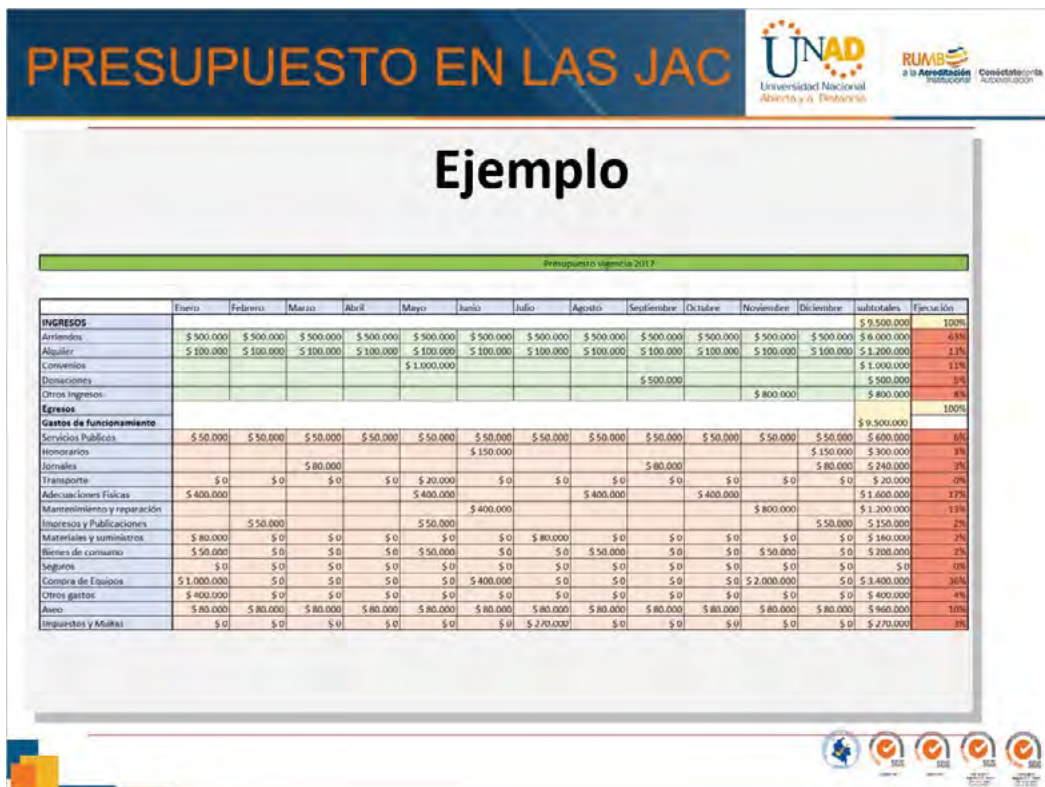 PRESUPUESTO EN LAS JAC
UNAD
Universidad Nacional
Abierta y a Distancia
RUMB
a la Acreditación
Institucional
Conéctate con la
Autoevaluación
Ejemplo
Presupuesto vigencia 2017
Enero Febrero Marzo Abril Mayo Junio Julio Agosto Septiembre Octubre Noviembre Diciembre subtotales Ejecución
INGRESOS $ 9.500.000 100%
Arriendos $ 500.000 $ 500.000 $ 500.000 $ 500.000 $ 500.000 $ 500.000 $ 500.000 $ 500.000 $ 500.000 $ 500.000 $ 500.000 $ 500.000 $ 6.000.000 63%
Alquiler $ 100.000 $ 100.000 $ 100.000 $ 100.000 $ 100.000 $ 100.000 $ 100.000 $ 100.000 $ 100.000 $ 100.000 $ 100.000 $ 100.000 $ 1.200.000 13%
Convenios $ 1.000.000 $ 1.000.000 11%
Donaciones $ 500.000 $ 500.000 5%
Otros Ingresos $ 800.000 $ 800.000 8%
Egresos 100%
Gastos de funcionamiento $ 9.500.000
Servicios Publicos $ 50.000 $ 50.000 $ 50.000 $ 50.000 $ 50.000 $ 50.000 $ 50.000 $ 50.000 $ 50.000 $ 50.000 $ 50.000 $ 50.000 $ 600.000 6%
Honorarios $ 150.000 $ 150.000 $ 300.000 3%
Jornales $ 80.000 $ 80.000 $ 80.000 $ 240.000 3%
Transporte $ 0 $ 0 $ 0 $ 0 $ 20.000 $ 0 $ 0 $ 0 $ 0 $ 0 $ 0 $ 0 $ 20.000 0%
Adecuaciones Fisicas $ 400.000 $ 400.000 $ 400.000 $ 400.000 $ 1.600.000 17%
Mantenimiento y reparación $ 400.000 $ 800.000 $ 1.200.000 13%
Impresos y Publicaciones $ 50.000 $ 50.000 $ 50.000 $ 150.000 2%
Materiales y suministros $ 80.000 $ 0 $ 0 $ 0 $ 0 $ 0 $ 80.000 $ 0 $ 0 $ 0 $ 0 $ 0 $ 160.000 2%
Bienes de consumo $ 50.000 $ 0 $ 0 $ 0 $ 50.000 $ 0 $ 0 $ 50.000 $ 0 $ 0 $ 50.000 $ 0 $ 200.000 2%
Seguros $ 0 $ 0 $ 0 $ 0 $ 0 $ 0 $ 0 $ 0 $ 0 $ 0 $ 0 $ 0 $ 0 0%
Compra de Equipos $ 1.000.000 $ 0 $ 0 $ 0 $ 0 $ 400.000 $ 0 $ 0 $ 0 $ 0 $ 2.000.000 $ 0 $ 3.400.000 36%
Otros gastos $ 400.000 $ 0 $ 0 $ 0 $ 0 $ 0 $ 0 $ 0 $ 0 $ 0 $ 0 $ 0 $ 400.000 4%
Aseo $ 80.000 $ 80.000 $ 80.000 $ 80.000 $ 80.000 $ 80.000 $ 80.000 $ 80.000 $ 80.000 $ 80.000 $ 80.000 $ 80.000 $ 960.000 10%
Impuestos y Multas $ 0 $ 0 $ 0 $ 0 $ 0 $ 0 $ 270.000 $ 0 $ 0 $ 0 $ 0 $ 0 $ 270.000 3%
SGS SGS SGS SGS